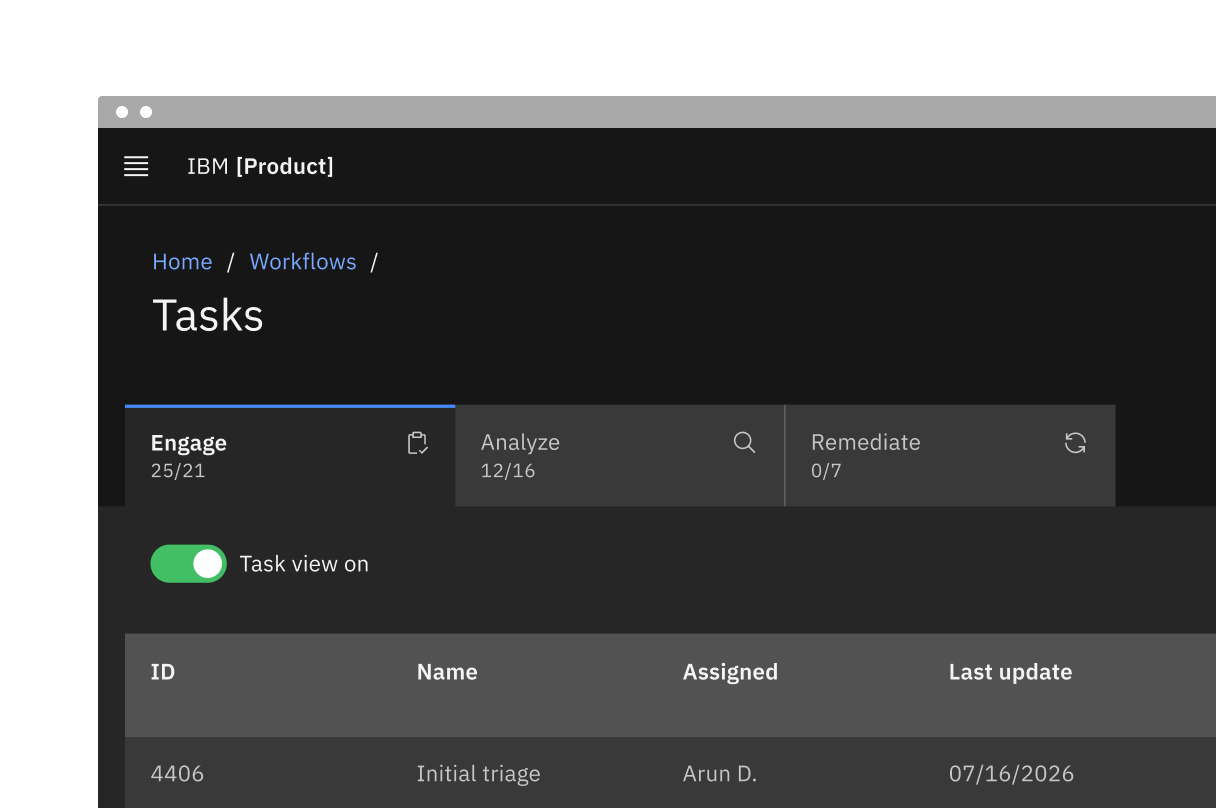 IBM [Product]
Home / Workflows /
Tasks
Engage
25/21
Analyze
12/16
Remediate
0/7
Task view on
ID Name Assigned Last update
4406 Initial triage Arun D. 07/16/2026